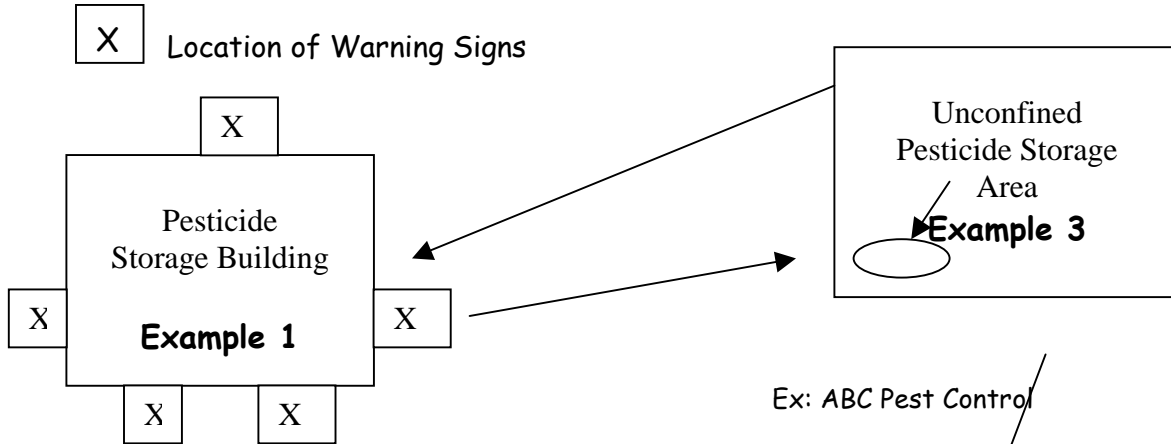 X
Location of Warning Signs
X
Pesticide
Storage Building
X
X
Example 1
X
X
Unconfined
Pesticide Storage
Area
Example 3
Ex: ABC Pest Control